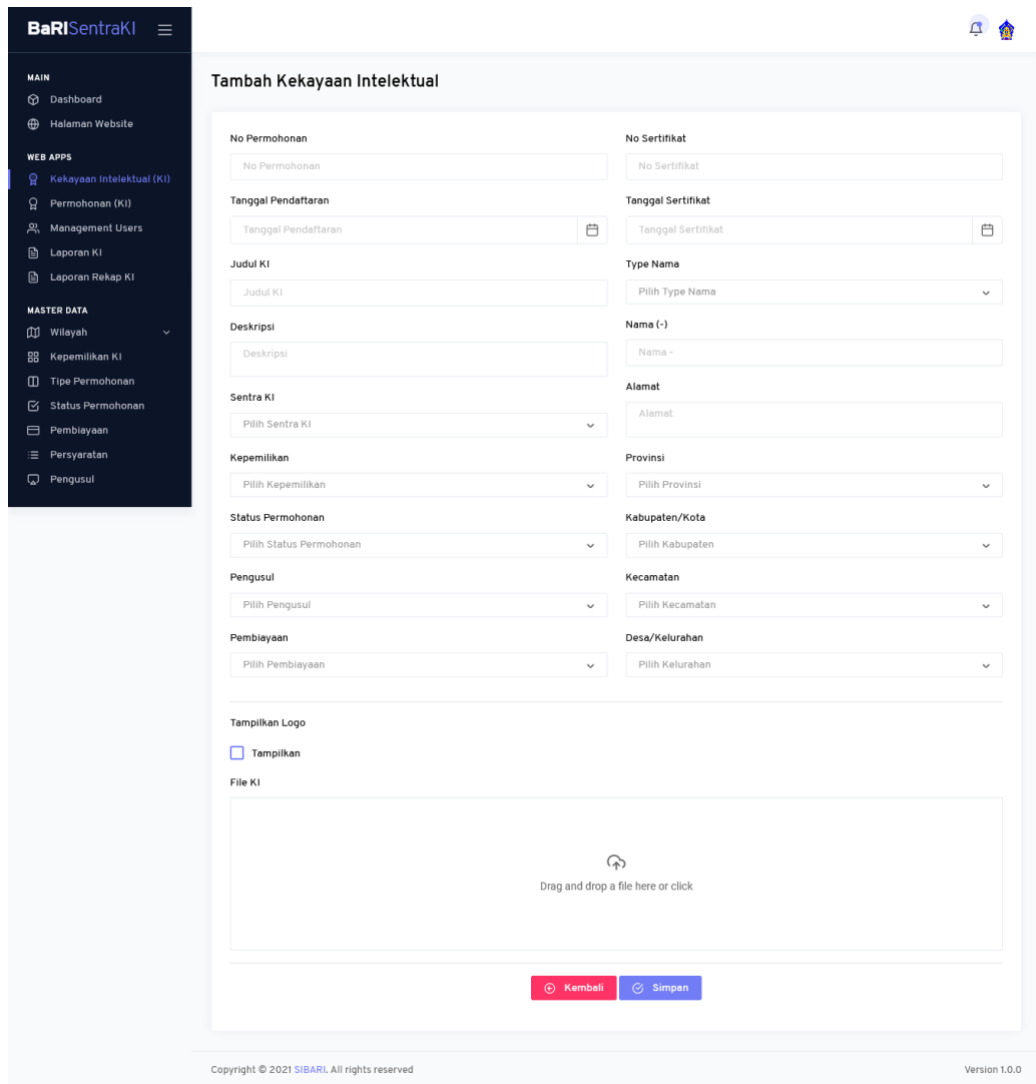 BaRISentraKI
MAIN
Dashboard
Halaman Website
WEB APPS
Kekayaan Intelektual (KI)
Permohonan (KI)
Management Users
Laporan KI
Laporan Rekap KI
MASTER DATA
Wilayah
Kepemilikan KI
Tipe Permohonan
Status Permohonan
Pembiayaan
Persyaratan
Pengusul
Tambah Kekayaan Intelektual
No Permohonan
No Permohonan
Tanggal Pendaftaran
Tanggal Pendaftaran
Judul KI
Judul KI
Deskripsi
Deskripsi
Sentra KI
Pilih Sentra KI
Kepemilikan
Pilih Kepemilikan
Status Permohonan
Pilih Status Permohonan
Pengusul
Pilih Pengusul
Pembiayaan
Pilih Pembiayaan
No Sertifikat
No Sertifikat
Tanggal Sertifikat
Tanggal Sertifikat
Type Nama
Pilih Type Nama
Nama (-)
Nama -
Alamat
Alamat
Provinsi
Pilih Provinsi
Kabupaten/Kota
Pilih Kabupaten
Kecamatan
Pilih Kecamatan
Desa/Kelurahan
Pilih Kelurahan
Tampilkan Logo
Tampilkan
File KI
Drag and drop a file here or click
Kembali
Simpan
Copyright © 2021 SIBARI. All rights reserved
Version 1.0.0